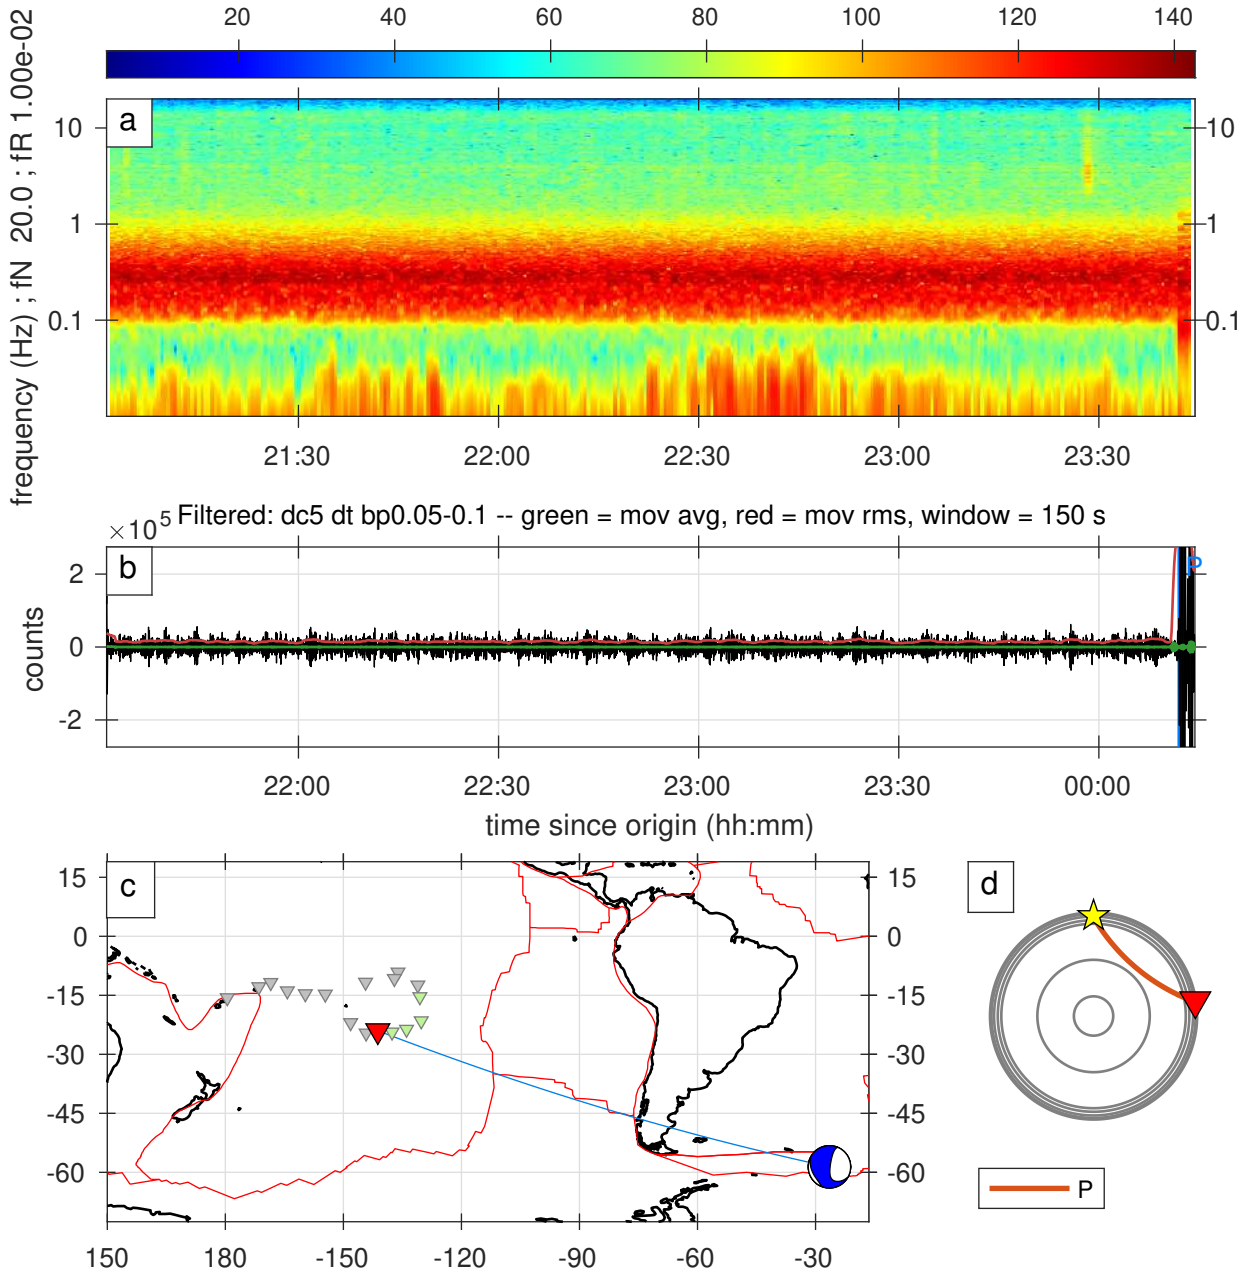 20 40 60 80 100 120 140
frequency (Hz) ; fN 20.0 ; fR 1.00e-02
a
10 10
1 1
0.1 0.1
21:30 22:00 22:30 23:00 23:30
×10^5 Filtered: dc5 dt bp0.05-0.1 -- green = mov avg, red = mov rms, window = 150 s
b
P
counts
2
0
-2
22:00 22:30 23:00 23:30 00:00
time since origin (hh:mm)
c
15 15
0 0
-15 -15
-30 -30
-45 -45
-60 -60
150 180 -150 -120 -90 -60 -30
d
P